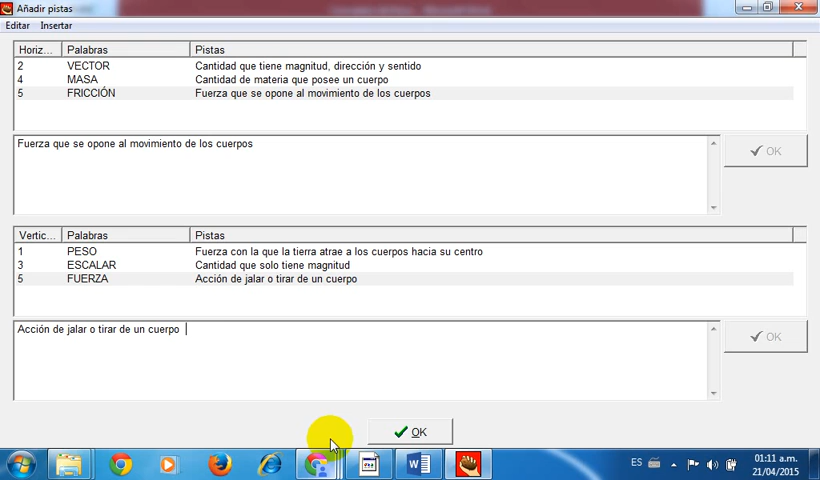 Añadir pistas
Editar Insertar
Horiz... Palabras Pistas
2 VECTOR Cantidad que tiene magnitud, dirección y sentido
4 MASA Cantidad de materia que posee un cuerpo
5 FRICCIÓN Fuerza que se opone al movimiento de los cuerpos
Fuerza que se opone al movimiento de los cuerpos
OK
Vertic... Palabras Pistas
1 PESO Fuerza con la que la tierra atrae a los cuerpos hacia su centro
3 ESCALAR Cantidad que solo tiene magnitud
5 FUERZA Acción de jalar o tirar de un cuerpo
Acción de jalar o tirar de un cuerpo
OK
OK
ES 01:11 a.m.
21/04/2015